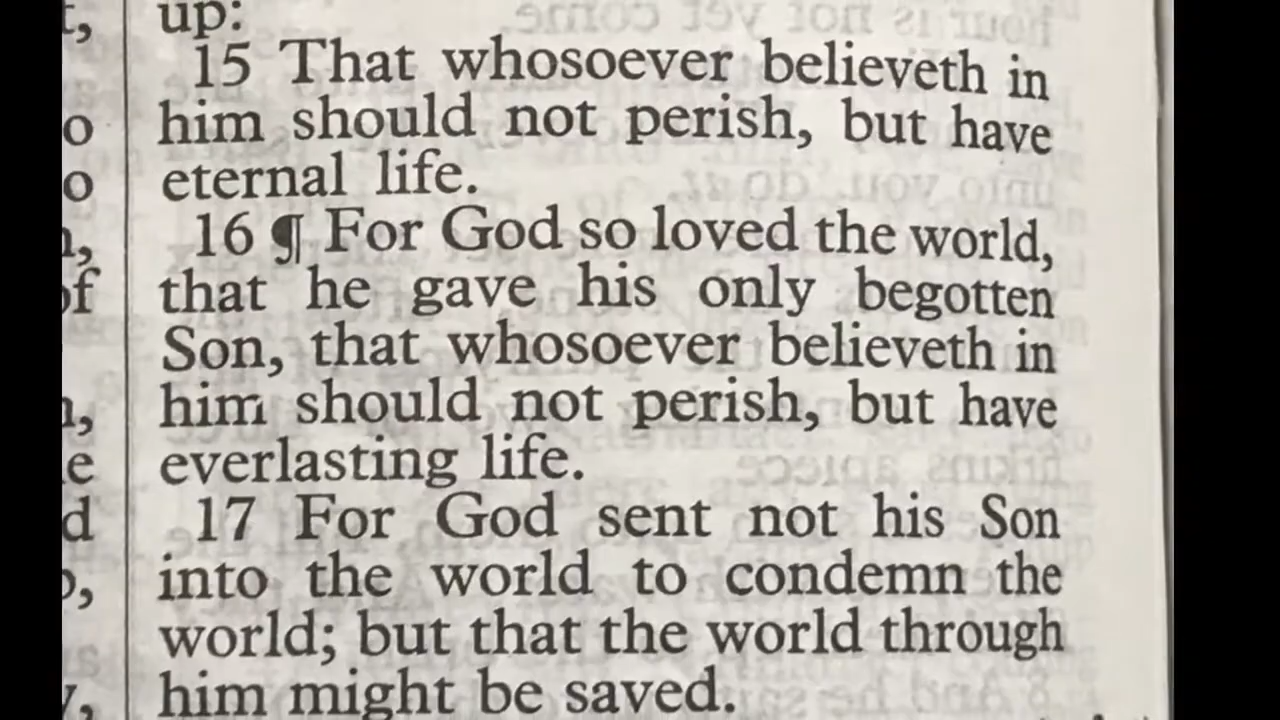 up:
15 That whosoever believeth in
him should not perish, but have
eternal life.
16 ¶ For God so loved the world,
that he gave his only begotten
Son, that whosoever believeth in
him should not perish, but have
everlasting life.
17 For God sent not his Son
into the world to condemn the
world; but that the world through
him might be saved.